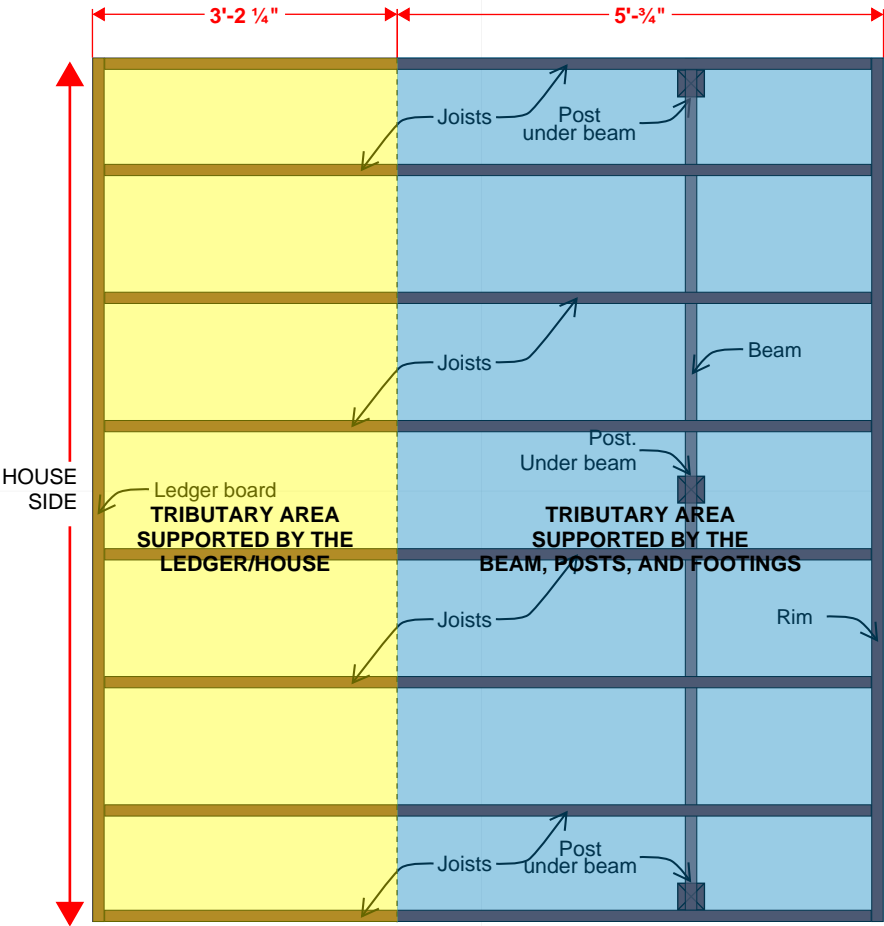 3'-2 ¼"
5'-¾"
Joists
Post
under beam
Joists
Beam
Post.
Under beam
HOUSE
SIDE
Ledger board
TRIBUTARY AREA
SUPPORTED BY THE
LEDGER/HOUSE
TRIBUTARY AREA
SUPPORTED BY THE
BEAM, POSTS, AND FOOTINGS
Joists
Rim
Joists
Post
under beam